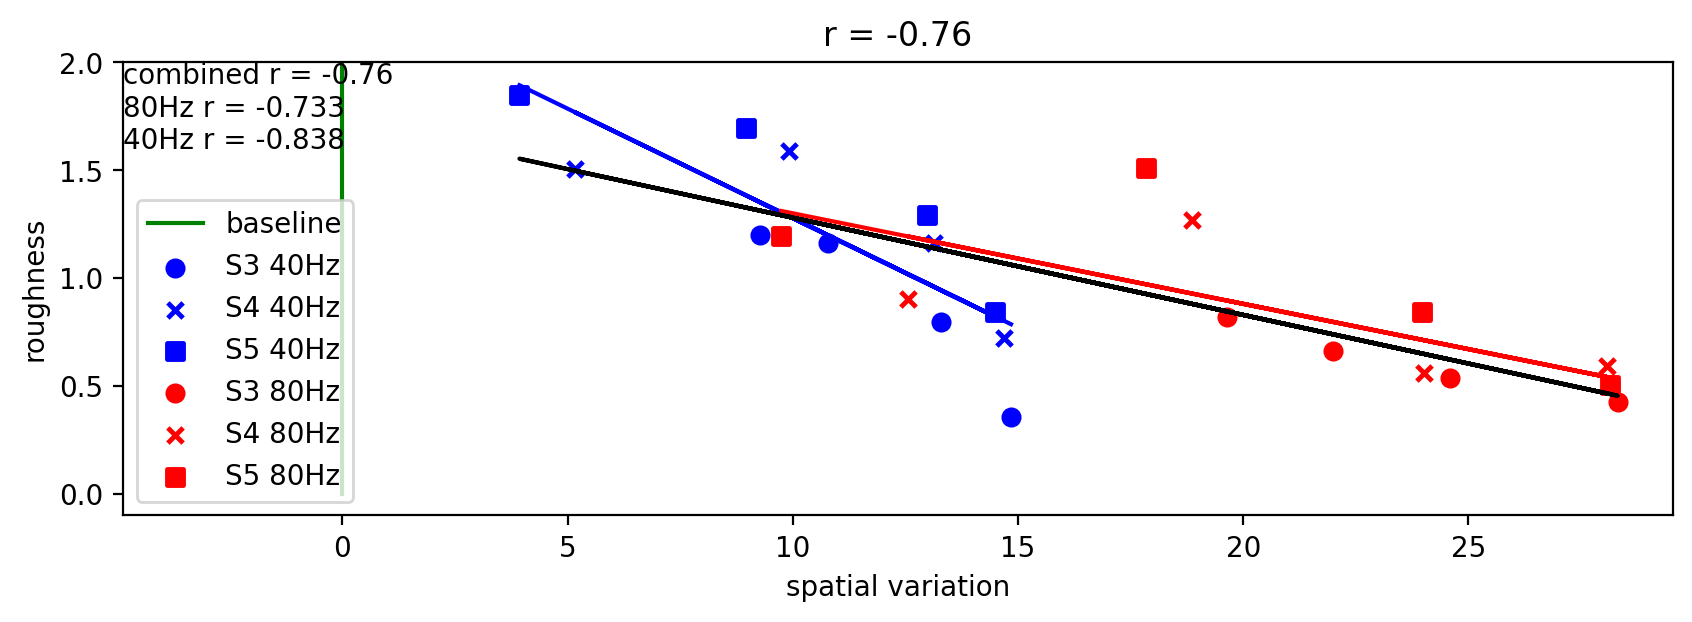 r = -0.76
combined r = -0.76
80Hz r = -0.733
40Hz r = -0.838
2.0
1.5
1.0
0.5
0.0
roughness
baseline
S3 40Hz
S4 40Hz
S5 40Hz
S3 80Hz
S4 80Hz
S5 80Hz
0 5 10 15 20 25
spatial variation